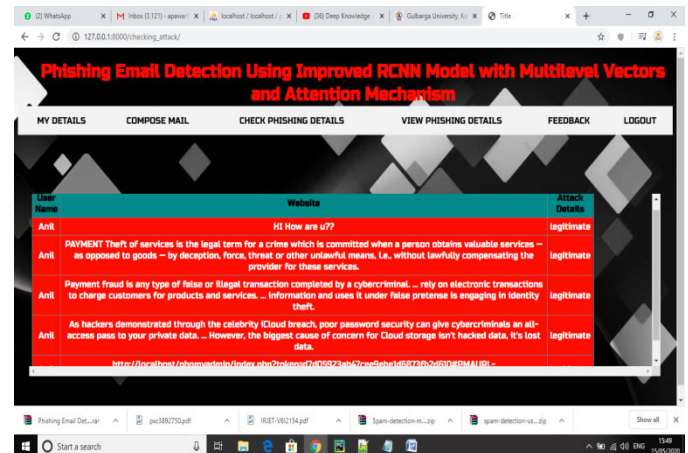 (2) WhatsApp
M Inbox (3,121) - apawar
localhost / localhost / p
(36) Deep Knowledge
Gulbarga University, Ka
Title
127.0.0.1:8000/checking_attack/
Phishing Email Detection Using Improved RCNN Model with Multilevel Vectors
and Attention Mechanism
MY DETAILS COMPOSE MAIL CHECK PHISHING DETAILS VIEW PHISHING DETAILS FEEDBACK LOGOUT
User Name Website Attack Details
Anil HI How are u?? legitimate
PAYMENT Theft of services is the legal term for a crime which is committed when a person obtains valuable services —
Anil as opposed to goods — by deception, force, threat or other unlawful means, i.e., without lawfully compensating the legitimate
provider for these services.
Payment fraud is any type of false or illegal transaction completed by a cybercriminal. ... rely on electronic transactions
Anil to charge customers for products and services. ... Information and uses it under false pretense is engaging in identity legitimate
theft.
As hackers demonstrated through the celebrity iCloud breach, poor password security can give cybercriminals an all-
Anil access pass to your private data. ... However, the biggest cause of concern for Cloud storage isn't hacked data, it's lost legitimate
data.
Phishing Email Det....rar
pxc3892750.pdf
IRJET-V6I2154.pdf
Spam-detection-m....zip
spam-detection-us....zip
Show all
Start a search
ENG
15:49
15/05/2020